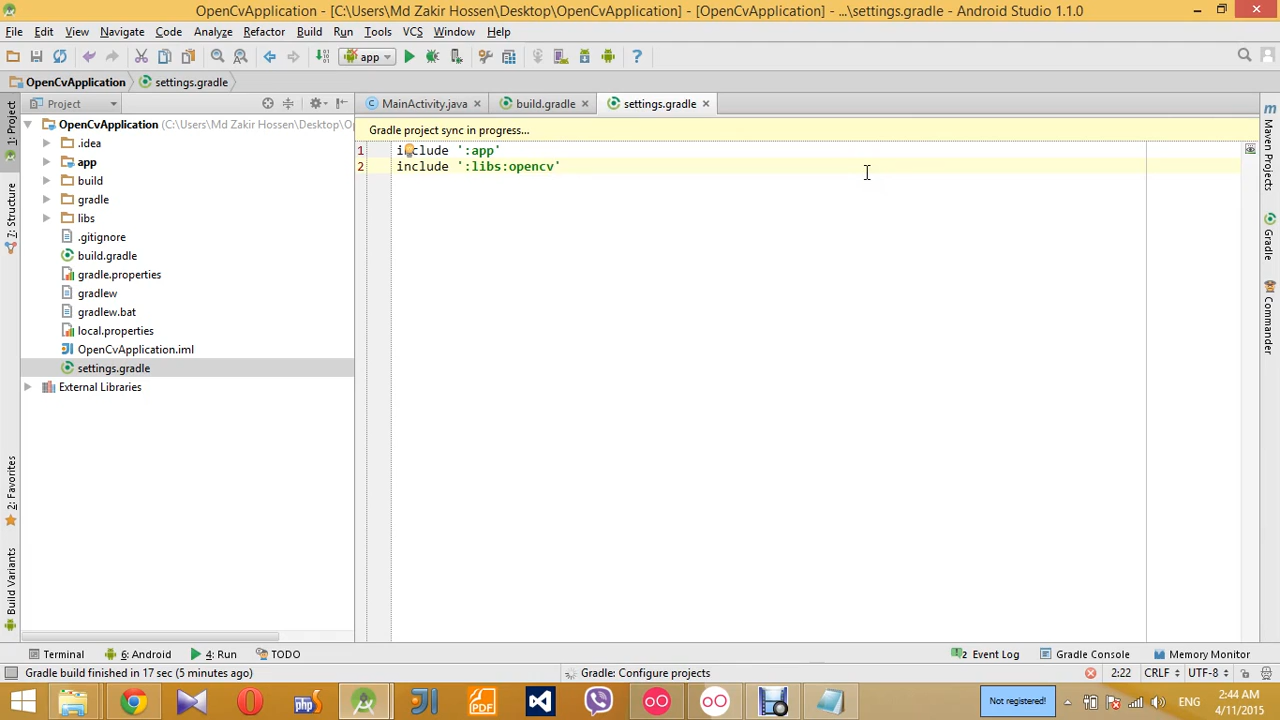 OpenCvApplication - [C:\Users\Md Zakir Hossen\Desktop\OpenCvApplication] - [OpenCvApplication] - ...\settings.gradle - Android Studio 1.1.0
File Edit View Navigate Code Analyze Refactor Build Run Tools VCS Window Help
app
OpenCvApplication settings.gradle
Project
MainActivity.java build.gradle settings.gradle
OpenCvApplication (C:\Users\Md Zakir Hossen\Desktop\Op
Gradle project sync in progress...
.idea
app
build
gradle
libs
.gitignore
build.gradle
gradle.properties
gradlew
gradlew.bat
local.properties
OpenCvApplication.iml
settings.gradle
External Libraries
1 include ':app'
2 include ':libs:opencv'
1: Project
7: Structure
2: Favorites
Build Variants
m
Maven Projects
Gradle
Commander
Terminal 6: Android 4: Run TODO 2 Event Log Gradle Console Memory Monitor
Gradle build finished in 17 sec (5 minutes ago) Gradle: Configure projects 2:22 CRLF UTF-8
php PDF Not registered! ENG 2:44 AM
4/11/2015